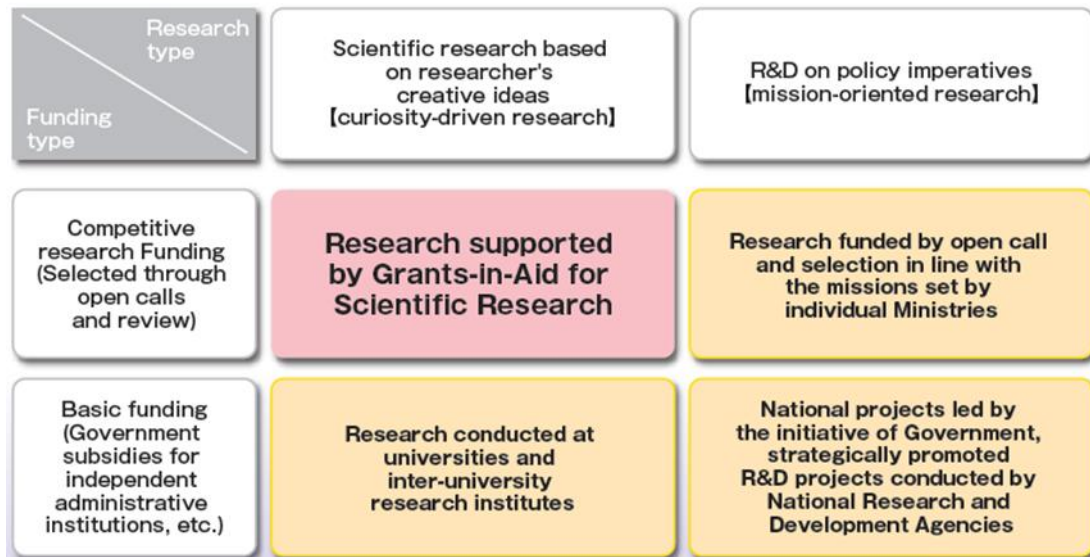 Research
type
Funding
type
Scientific research based
on researcher's
creative ideas
【curiosity-driven research】
R&D on policy imperatives
【mission-oriented research】
Competitive
research Funding
(Selected through
open calls
and review)
Research supported
by Grants-in-Aid for
Scientific Research
Research funded by open call
and selection in line with
the missions set by
individual Ministries
Basic funding
(Government
subsidies for
independent
administrative
institutions, etc.)
Research conducted at
universities and
inter-university
research institutes
National projects led by
the initiative of Government,
strategically promoted
R&D projects conducted by
National Research and
Development Agencies